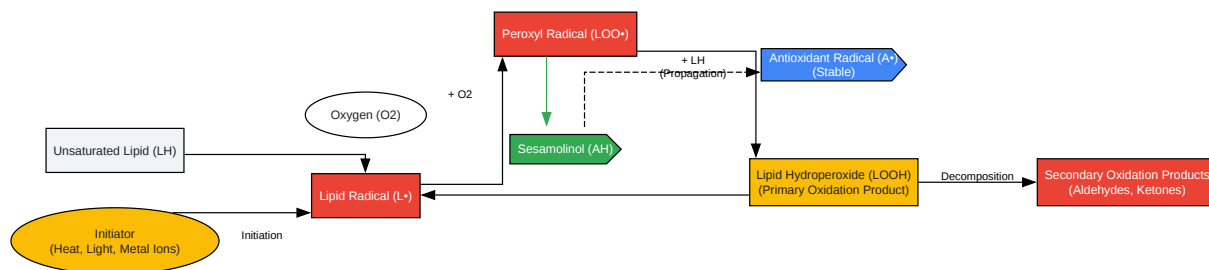 Peroxyl Radical (LOO•)
+ LH
(Propagation)
Antioxidant Radical (A•)
(Stable)
+ O2
Oxygen (O2)
Unsaturated Lipid (LH)
Sesamolinol (AH)
Lipid Radical (L•)
Lipid Hydroperoxide (LOOH)
(Primary Oxidation Product)
Decomposition
Secondary Oxidation Products
(Aldehydes, Ketones)
Initiator
(Heat, Light, Metal Ions)
Initiation